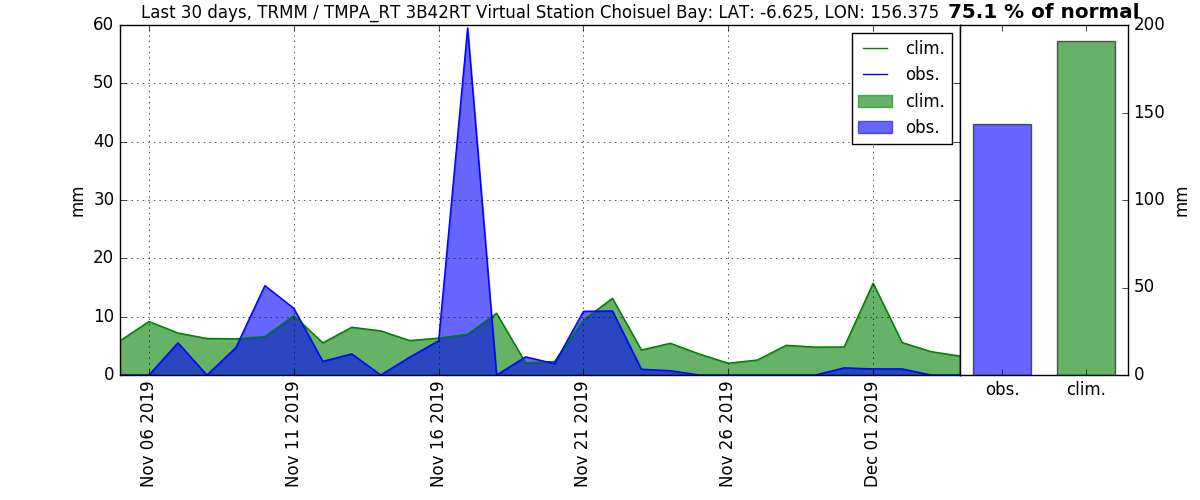 Last 30 days, TRMM / TMPA_RT 3B42RT Virtual Station Choisuel Bay: LAT: -6.625, LON: 156.375
75.1 % of normal
60
50
40
30
20
10
0
mm
clim.
obs.
clim.
obs.
Nov 06 2019
Nov 11 2019
Nov 16 2019
Nov 21 2019
Nov 26 2019
Dec 01 2019
200
150
100
50
0
mm
obs.
clim.